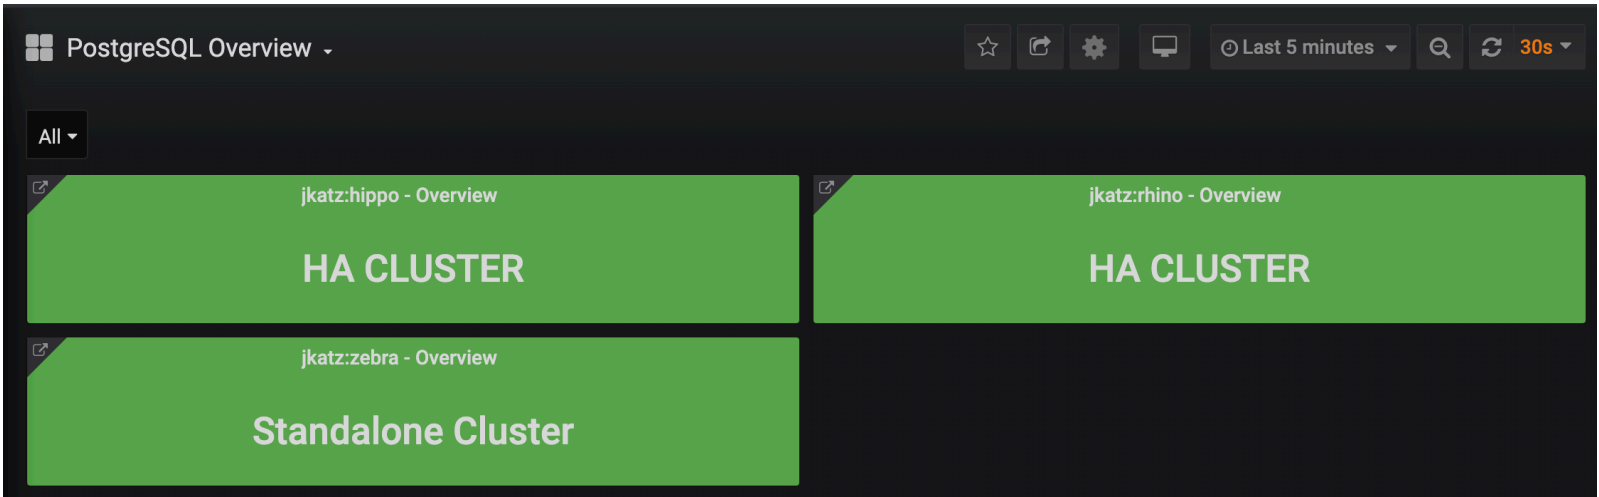 PostgreSQL Overview
Last 5 minutes
30s
All
jkatz:hippo - Overview
HA CLUSTER
jkatz:rhino - Overview
HA CLUSTER
jkatz:zebra - Overview
Standalone Cluster